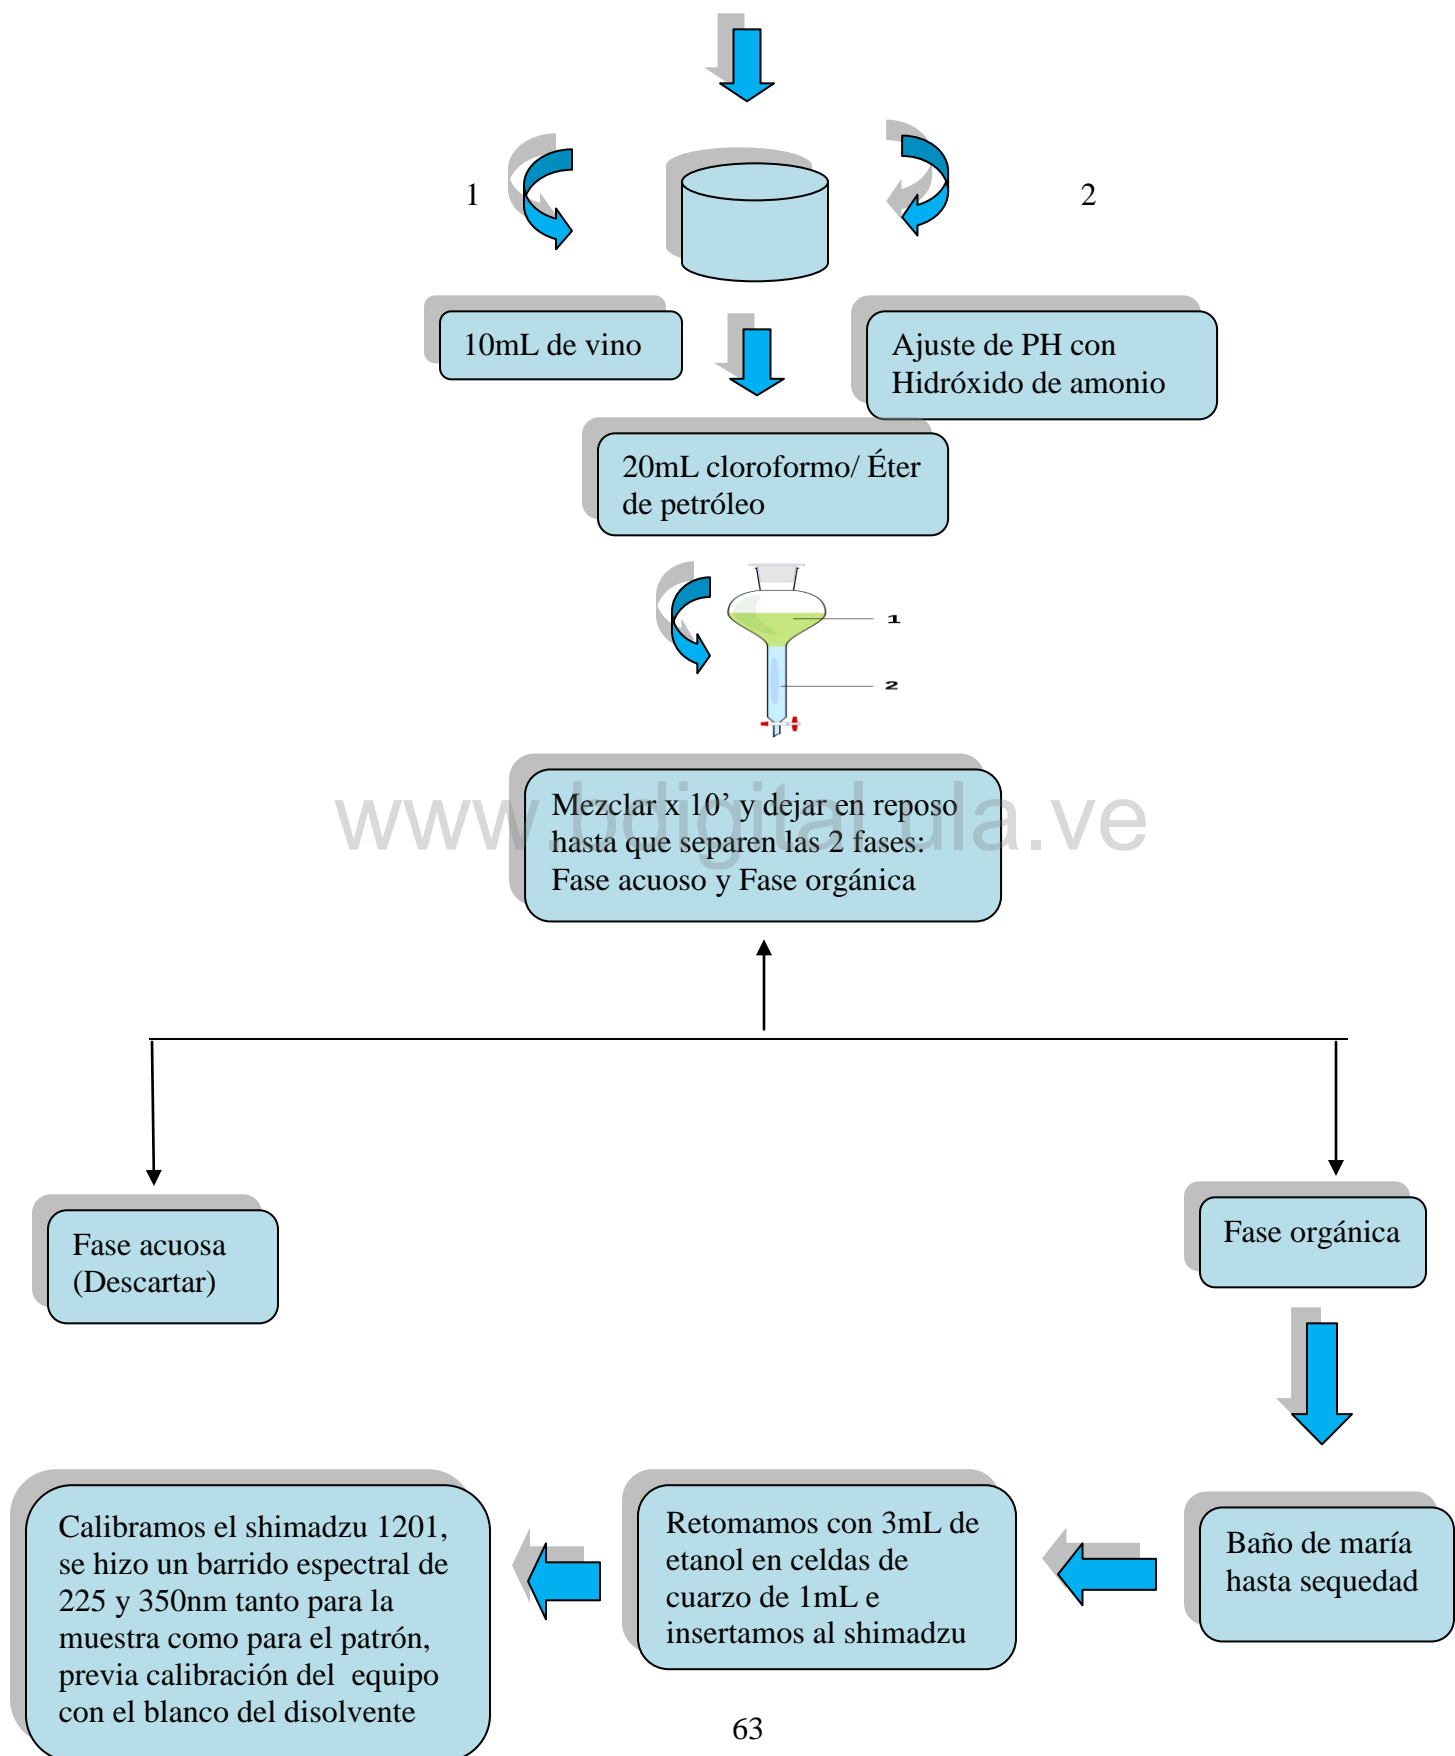 1
2
10mL de vino
Ajuste de PH con
Hidróxido de amonio
20mL cloroformo/ Éter
de petróleo
1
2
Mezclar x 10’ y dejar en reposo
hasta que separen las 2 fases:
Fase acuoso y Fase orgánica
www.bdigital.ula.ve
Fase acuosa
(Descartar)
Fase orgánica
Baño de maría
hasta sequedad
Retomamos con 3mL de
etanol en celdas de
cuarzo de 1mL e
insertamos al shimadzu
Calibramos el shimadzu 1201,
se hizo un barrido espectral de
225 y 350nm tanto para la
muestra como para el patrón,
previa calibración del equipo
con el blanco del disolvente
63